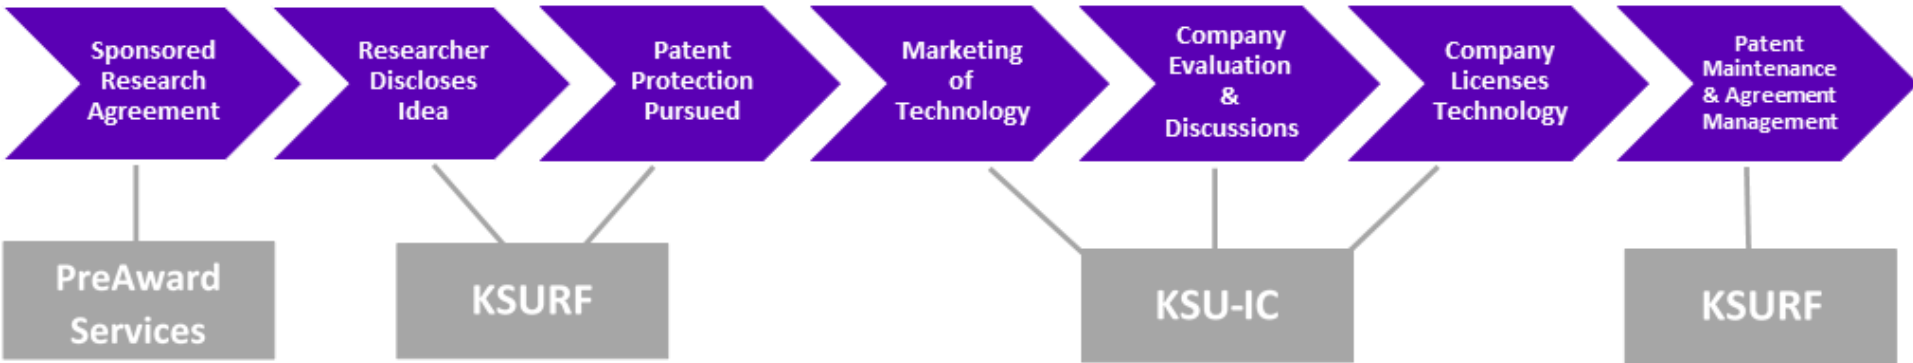 Sponsored
Research
Agreement
Researcher
Discloses
Idea
Patent
Protection
Pursued
Marketing
of
Technology
Company
Evaluation
&
Discussions
Company
Licenses
Technology
Patent
Maintenance
& Agreement
Management
PreAward
Services
KSURF
KSU-IC
KSURF